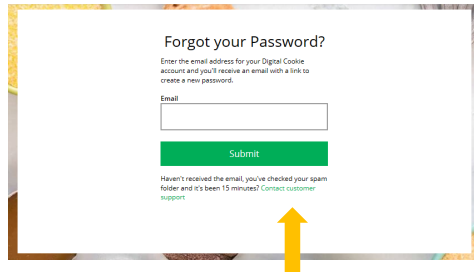 Forgot your Password?
Enter the email address for your Digital Cookie
account and you'll receive an email with a link to
create a new password.
Email
Submit
Haven't received the email, you've checked your spam
folder and it's been 15 minutes? Contact customer
support